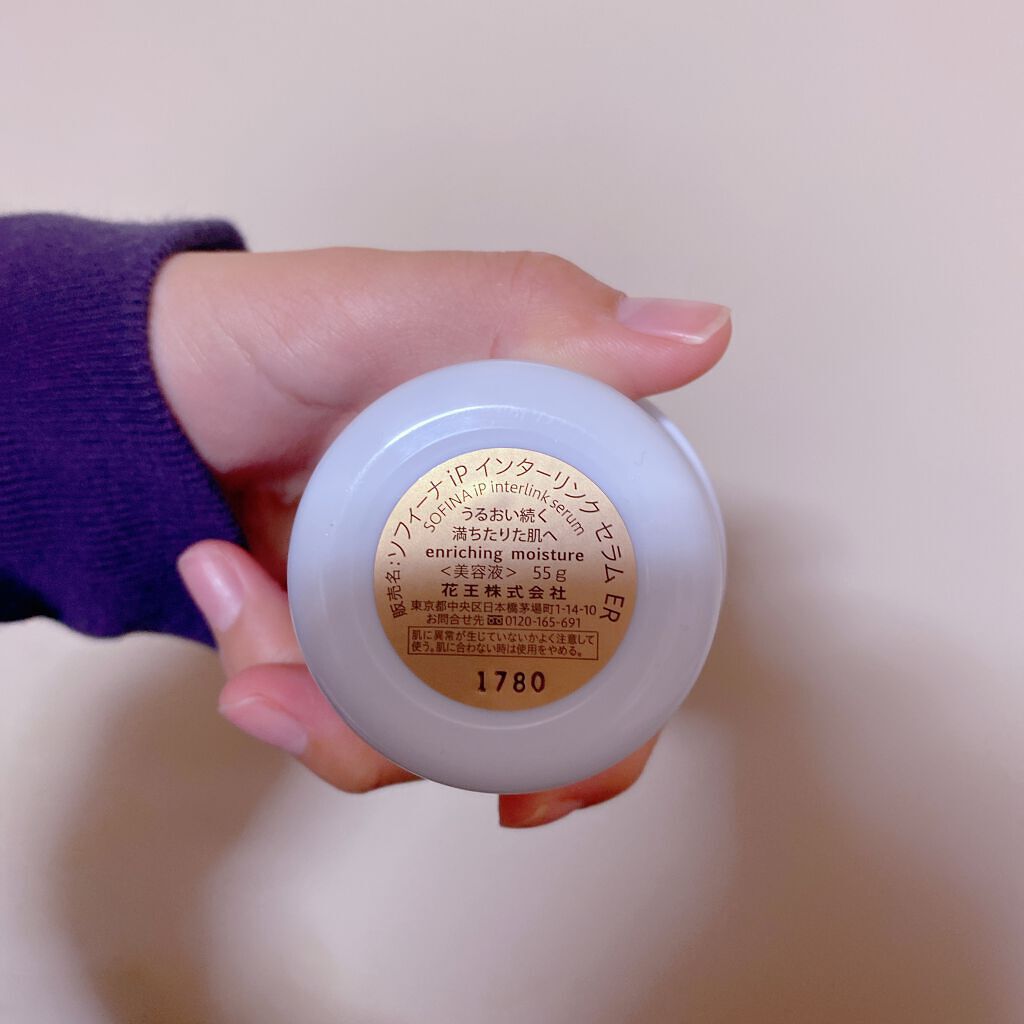 販売名:ソフィーナ iP インターリンク セラム ER
SOFINA iP interlink serum
うるおい続く
満ちたりた肌へ
enriching moisture
<美容液> 55g
花王株式会社
東京都中央区日本橋茅場町1-14-10
お問合せ先 0120-165-691
肌に異常が生じていないかよく注意して
使う。肌に合わない時は使用をやめる。
1780